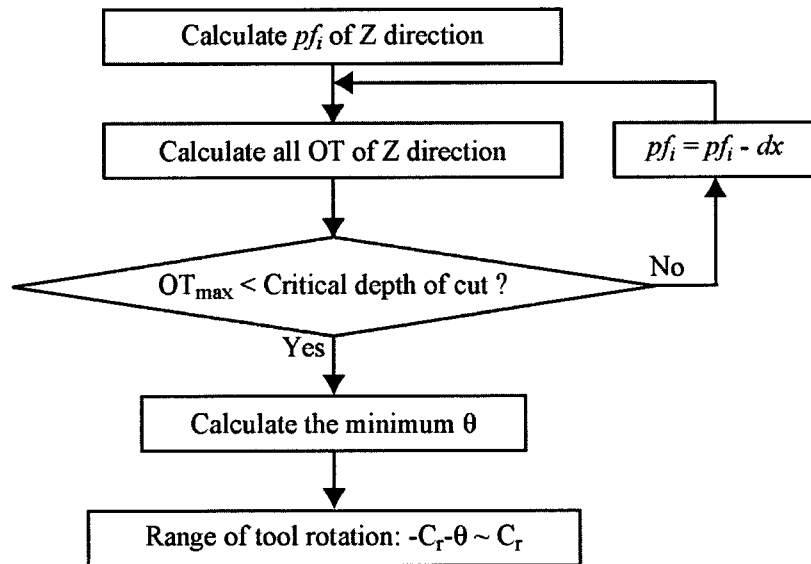 Calculate pfi of Z direction
Calculate all OT of Z direction
pfi = pfi - dx
OTmax < Critical depth of cut ?
No
Yes
Calculate the minimum θ
Range of tool rotation: -Cr-θ ~ Cr